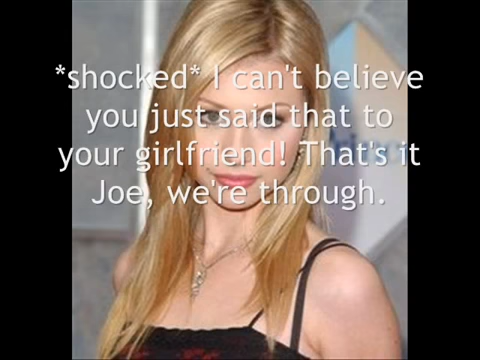 *shocked* I can't believe
you just said that to
your girlfriend! That's it
Joe, we're through.